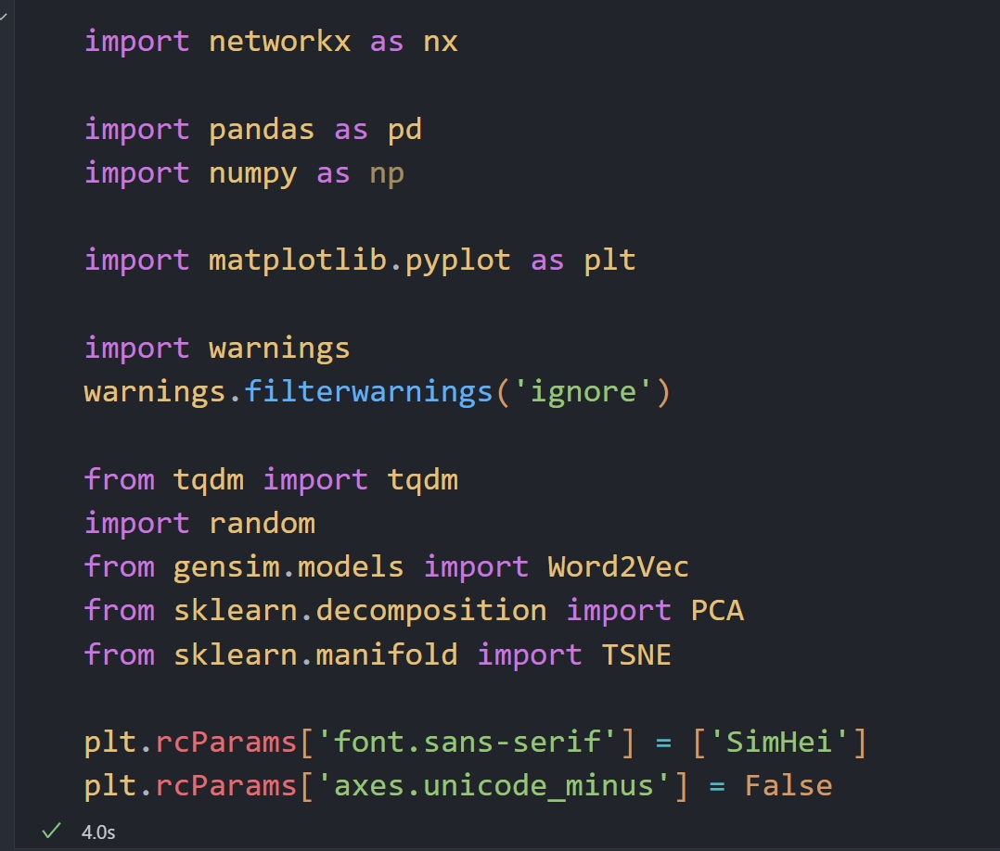 import networkx as nx
import pandas as pd
import numpy as np
import matplotlib.pyplot as plt
import warnings
warnings.filterwarnings('ignore')
from tqdm import tqdm
import random
from gensim.models import Word2Vec
from sklearn.decomposition import PCA
from sklearn.manifold import TSNE
plt.rcParams['font.sans-serif'] = ['SimHei']
plt.rcParams['axes.unicode_minus'] = False
4.0s